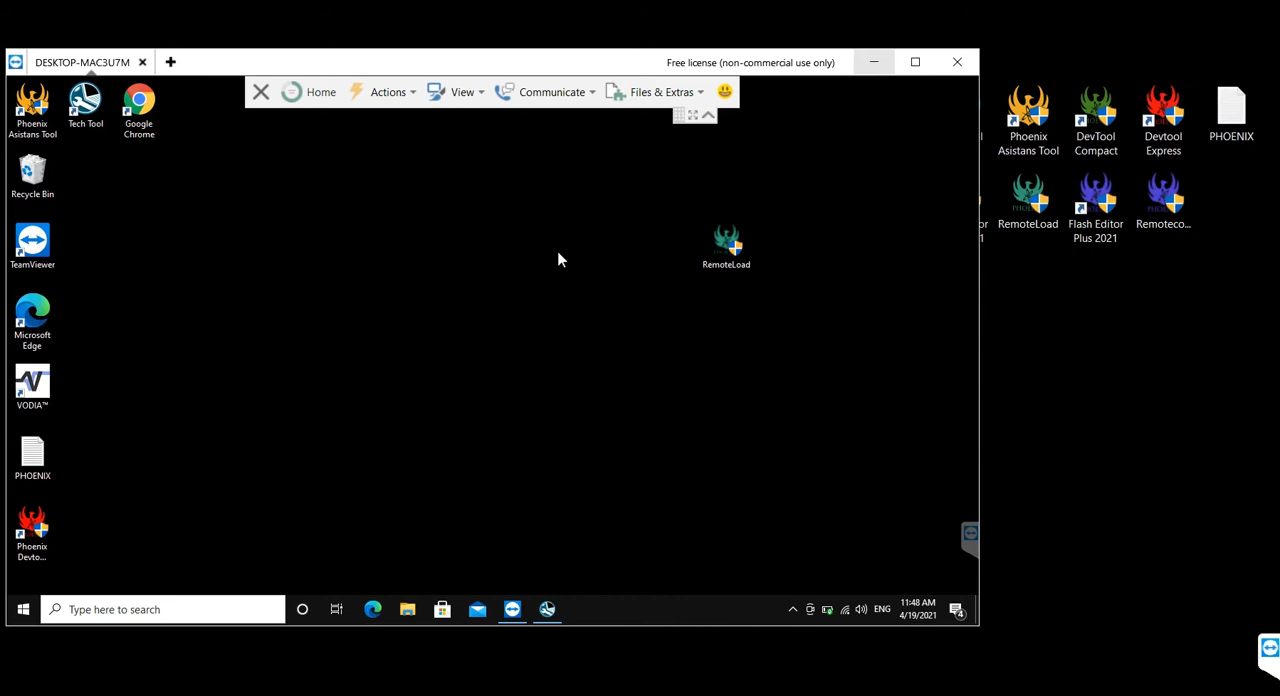 DESKTOP-MAC3U7M
Free license (non-commercial use only)
Home
Actions
View
Communicate
Files & Extras
Phoenix
Asistans Tool
Tech Tool
Google
Chrome
Recycle Bin
TeamViewer
Microsoft
Edge
VODIA™
PHOENIX
Phoenix
Devto...
RemoteLoad
Phoenix
Asistans Tool
DevTool
Compact
Devtool
Express
PHOENIX
RemoteLoad
Flash Editor
Plus 2021
Remoteco...
Type here to search
ENG
11:48 AM
4/19/2021
4